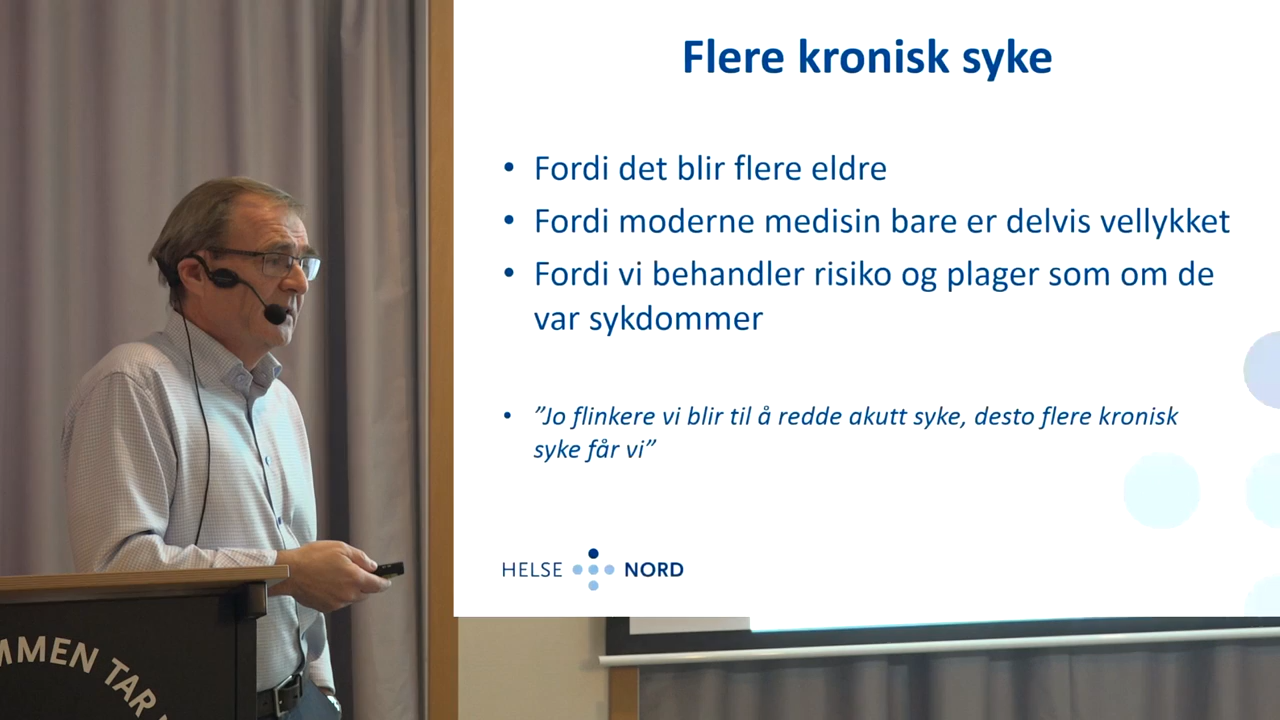 Flere kronisk syke
• Fordi det blir flere eldre
• Fordi moderne medisin bare er delvis vellykket
• Fordi vi behandler risiko og plager som om de
var sykdommer
• ”Jo flinkere vi blir til å redde akutt syke, desto flere kronisk
syke får vi”
HELSE NORD
MMEN TAR